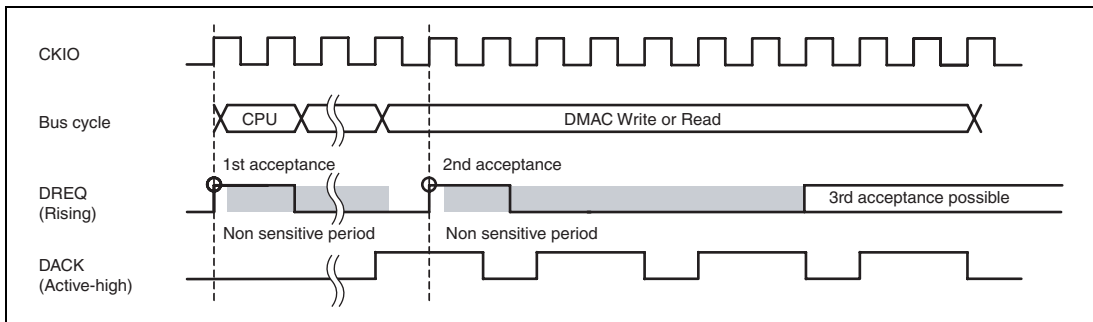 CKIO
Bus cycle
CPU
DMAC Write or Read
1st acceptance
2nd acceptance
DREQ
(Rising)
3rd acceptance possible
Non sensitive period
Non sensitive period
DACK
(Active-high)